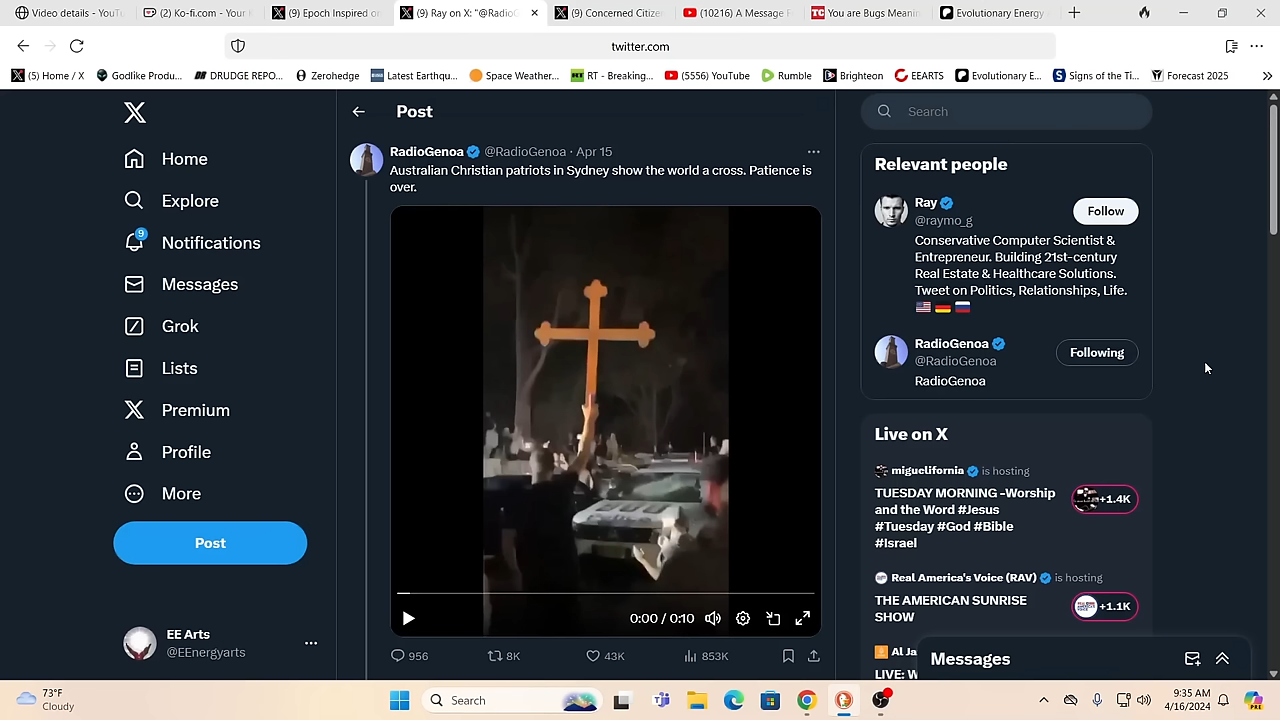 Video details - YouTu
Ko-fi.com - Your K
(9) Epoch Inspired on
(9) Ray on X: "@RadioG
(9) Concerned Citize
(10216) A Message F
You are Bugs Meanin
Evolutionary Energy
twitter.com
(5) Home / X
Godlike Produ...
DRUDGE REPO...
Zerohedge
Latest Earthqu...
Space Weather...
RT - Breaking...
(5556) YouTube
Rumble
Brighteon
EEARTS
Evolutionary E...
Signs of the Ti...
Forecast 2025
Home
Explore
9
Notifications
Messages
Grok
Lists
Premium
Profile
More
Post
EE Arts
@EEnergyarts
Post
RadioGenoa @RadioGenoa · Apr 15
Australian Christian patriots in Sydney show the world a cross. Patience is
over.
0:00 / 0:10
956
8K
43K
853K
Search
Relevant people
Ray
@raymo_g
Follow
Conservative Computer Scientist &
Entrepreneur. Building 21st-century
Real Estate & Healthcare Solutions.
Tweet on Politics, Relationships, Life.
RadioGenoa
@RadioGenoa
Following
RadioGenoa
Live on X
miguelifornia is hosting
TUESDAY MORNING -Worship
and the Word #Jesus
#Tuesday #God #Bible
#Israel
+1.4K
Real America's Voice (RAV) is hosting
THE AMERICAN SUNRISE
SHOW
+1.1K
Al Ja
LIVE: W
Messages
73°F
Cloudy
Search
9:35 AM
4/16/2024